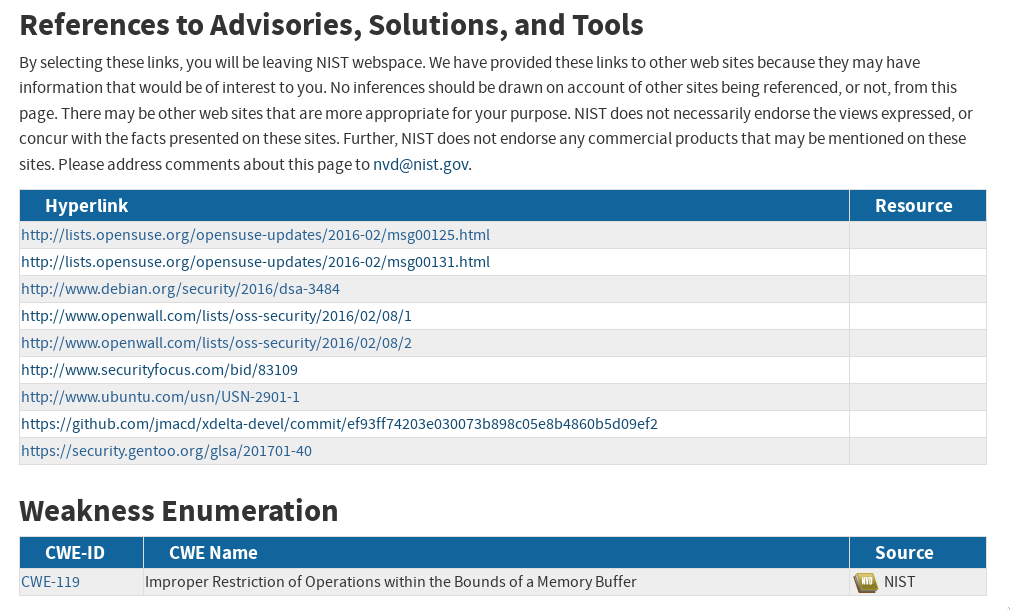 References to Advisories, Solutions, and Tools
By selecting these links, you will be leaving NIST webspace. We have provided these links to other web sites because they may have
information that would be of interest to you. No inferences should be drawn on account of other sites being referenced, or not, from this
page. There may be other web sites that are more appropriate for your purpose. NIST does not necessarily endorse the views expressed, or
concur with the facts presented on these sites. Further, NIST does not endorse any commercial products that may be mentioned on these
sites. Please address comments about this page to nvd@nist.gov.
Hyperlink Resource
http://lists.opensuse.org/opensuse-updates/2016-02/msg00125.html
http://lists.opensuse.org/opensuse-updates/2016-02/msg00131.html
http://www.debian.org/security/2016/dsa-3484
http://www.openwall.com/lists/oss-security/2016/02/08/1
http://www.openwall.com/lists/oss-security/2016/02/08/2
http://www.securityfocus.com/bid/83109
http://www.ubuntu.com/usn/USN-2901-1
https://github.com/jmacd/xdelta-devel/commit/ef93ff74203e030073b898c05e8b4860b5d09ef2
https://security.gentoo.org/glsa/201701-40
Weakness Enumeration
CWE-ID CWE Name Source
CWE-119 Improper Restriction of Operations within the Bounds of a Memory Buffer NVD NIST